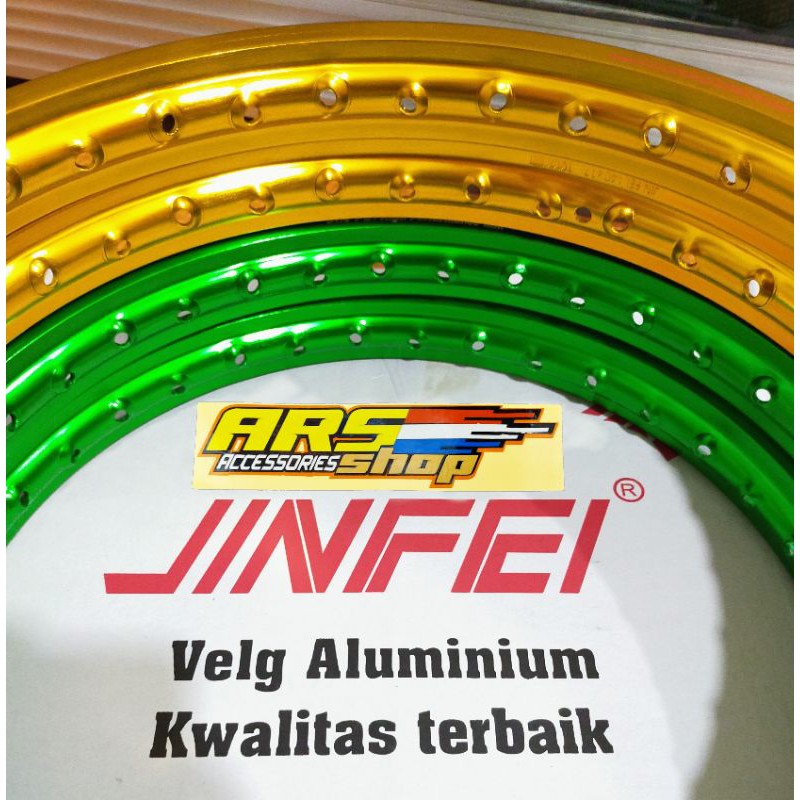 ARS
ACCESSORIES shop
JINFEI®
Velg Aluminium
Kwalitas terbaik